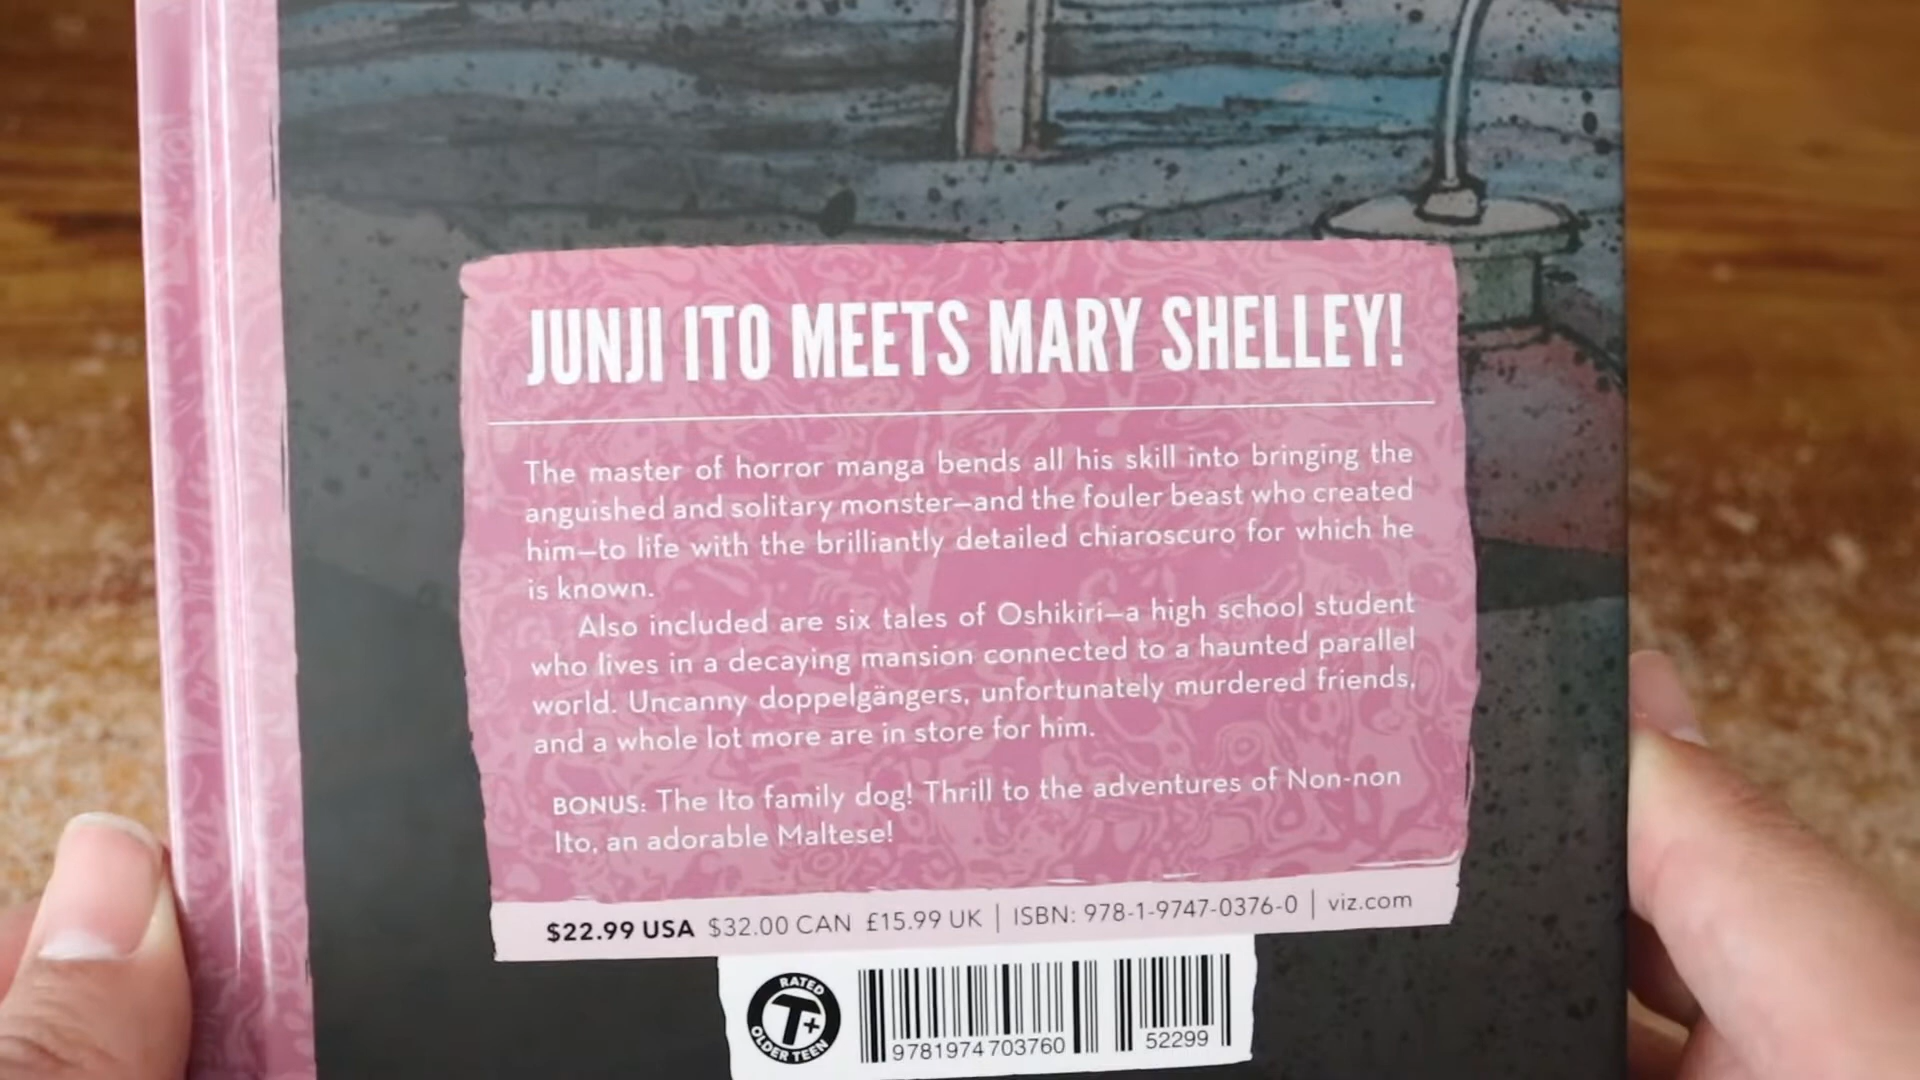 JUNJI ITO MEETS MARY SHELLEY!
The master of horror manga bends all his skill into bringing the
anguished and solitary monster—and the fouler beast who created
him—to life with the brilliantly detailed chiaroscuro for which he
is known.
Also included are six tales of Oshikiri—a high school student
who lives in a decaying mansion connected to a haunted parallel
world. Uncanny doppelgängers, unfortunately murdered friends,
and a whole lot more are in store for him.
BONUS: The Ito family dog! Thrill to the adventures of Non-non
Ito, an adorable Maltese!
$22.99 USA $32.00 CAN £15.99 UK | ISBN: 978-1-9747-0376-0 | viz.com
RATED
T+
OLDER TEEN
9781974703760
52299